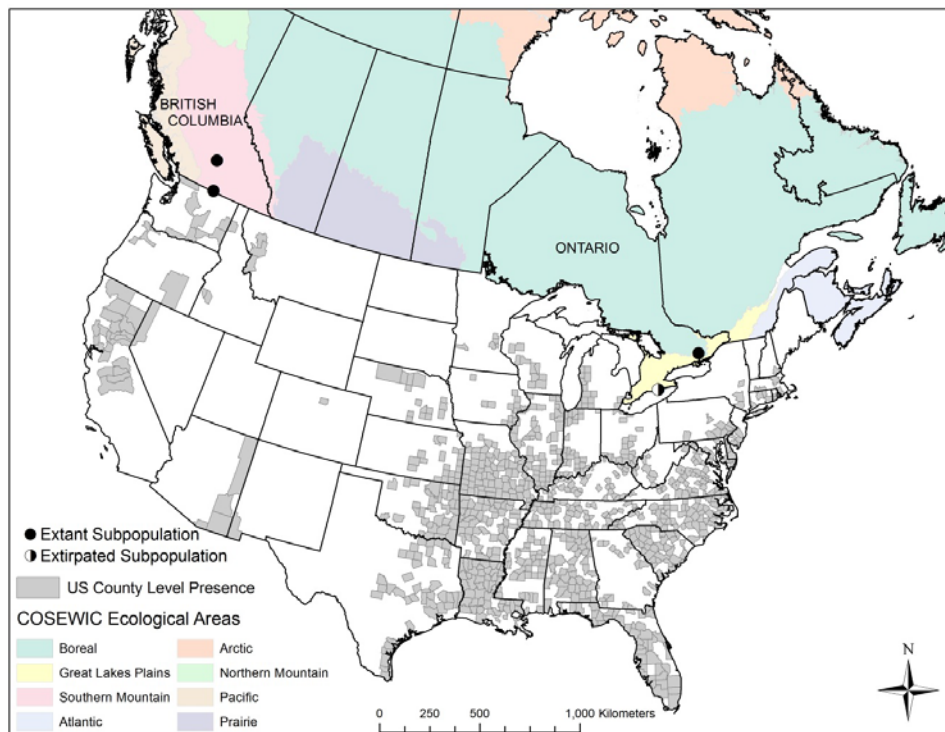 BRITISH
COLUMBIA
ONTARIO
Extant Subpopulation
Extirpated Subpopulation
US County Level Presence
COSEWIC Ecological Areas
Boreal
Arctic
Great Lakes Plains
Northern Mountain
Southern Mountain
Pacific
Atlantic
Prairie
0 250 500 1,000 Kilometers
N